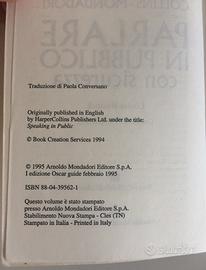 COLLINS-MONDADORI
PARLARE
IN PUBBLICO
con sicurezza
Traduzione di Paola Conversano
Originally published in English
by HarperCollins Publishers Ltd. under the title:
Speaking in Public
© Book Creation Services 1994
© 1995 Arnoldo Mondadori Editore S.p.A.
I edizione Oscar guide febbraio 1995
ISBN 88-04-39562-1
Questo volume è stato stampato
presso Arnoldo Mondadori Editore S.p.A.
Stabilimento Nuova Stampa - Cles (TN)
Stampato in Italia - Printed in Italy
subito